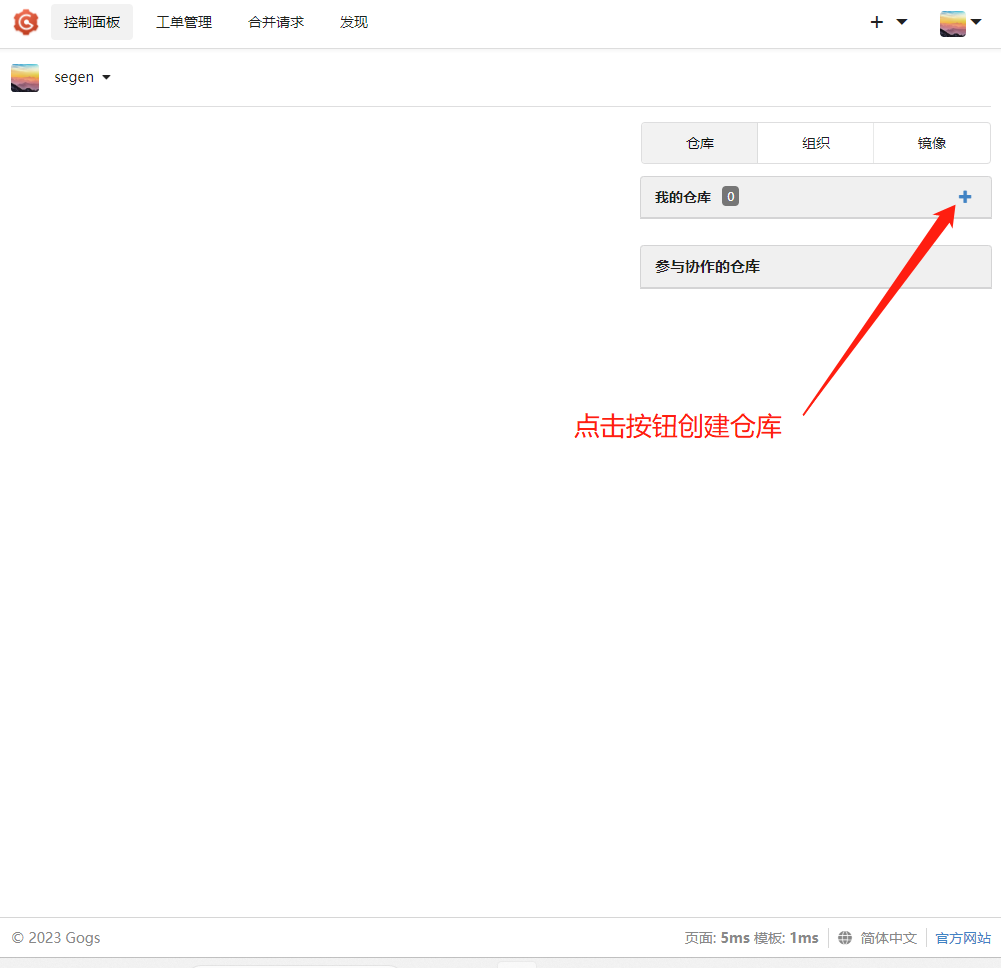 控制面板 工单管理 合并请求 发现
segen
仓库 组织 镜像
我的仓库 0
参与协作的仓库
点击按钮创建仓库
© 2023 Gogs 页面: 5ms 模板: 1ms 简体中文 官方网站